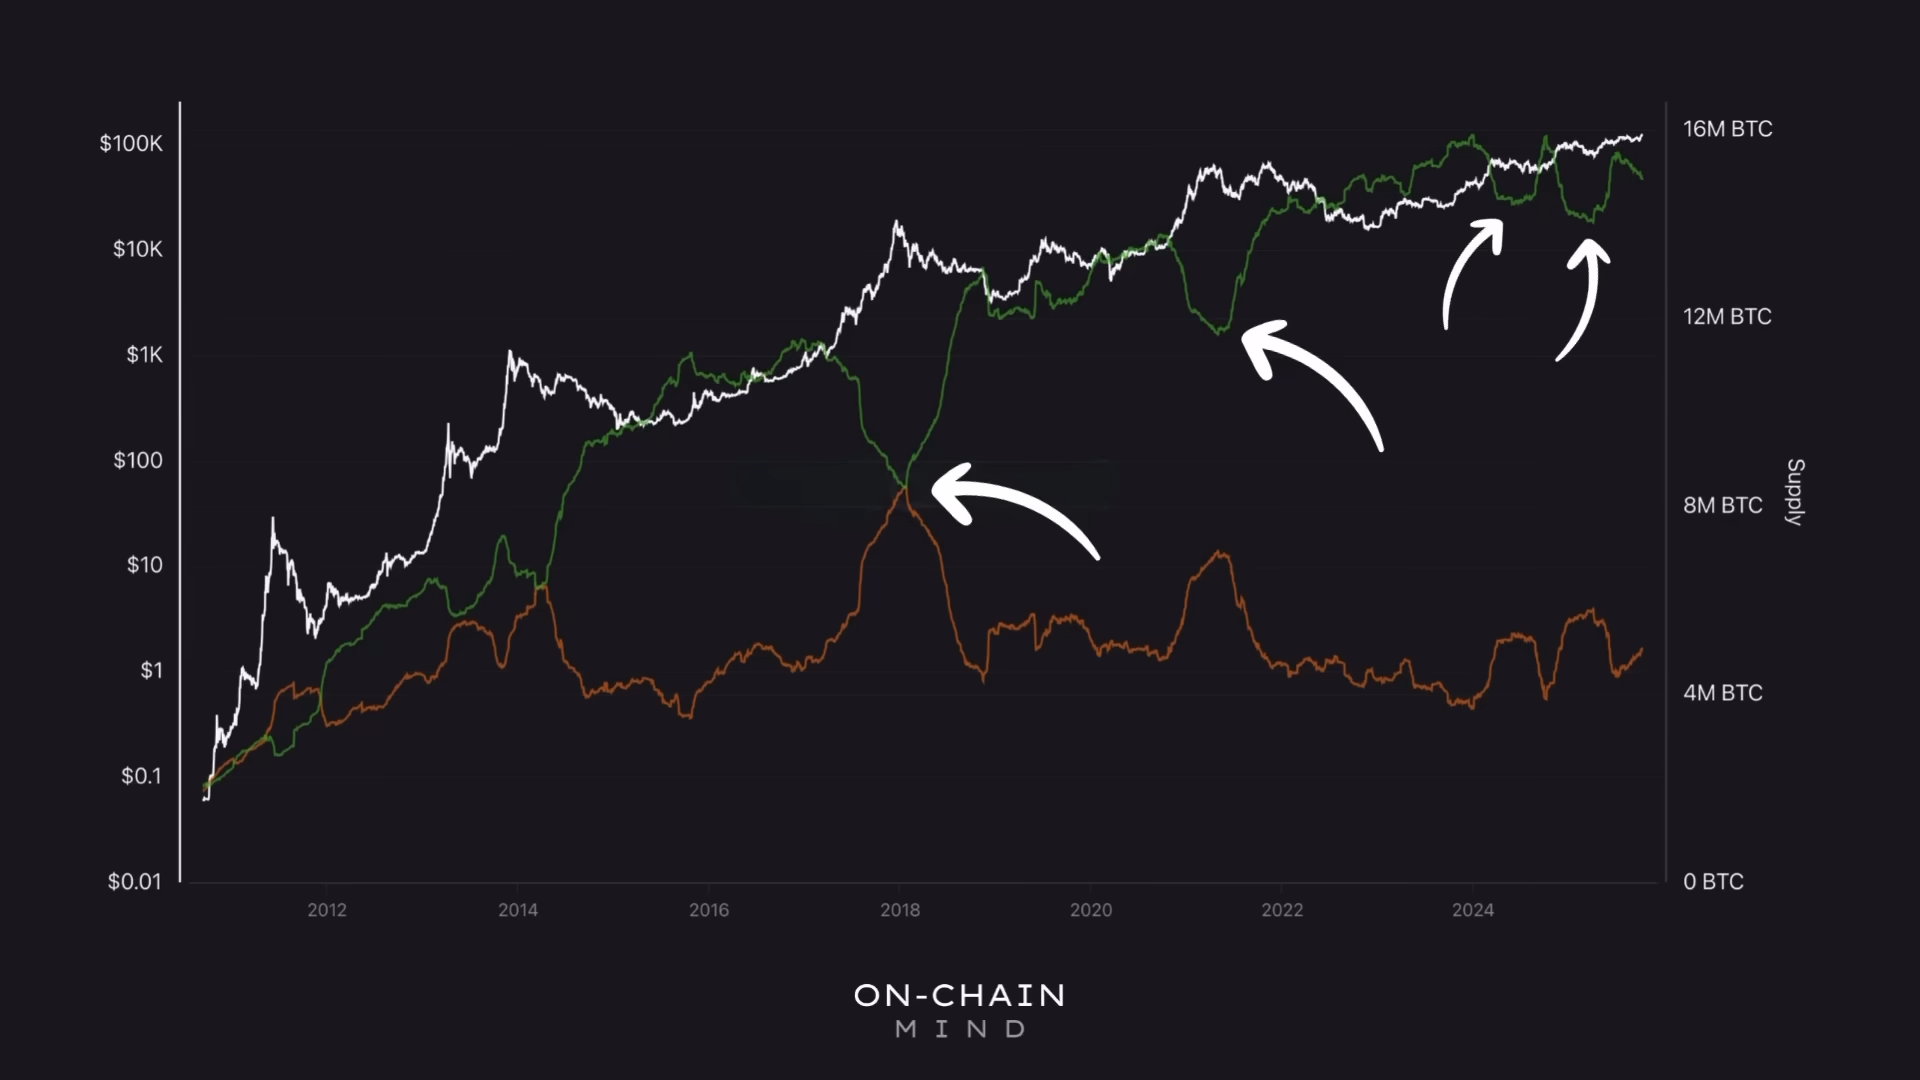 $100K
$10K
$1K
$100
$10
$1
$0.1
$0.01
16M BTC
12M BTC
8M BTC
4M BTC
0 BTC
Supply
2012 2014 2016 2018 2020 2022 2024
ON-CHAIN
MIND